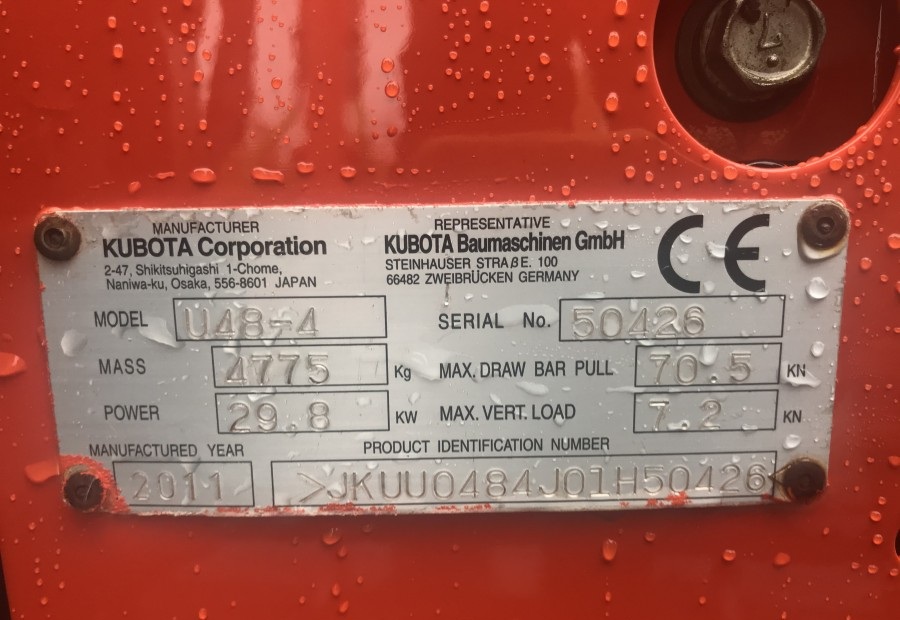 MANUFACTURER
KUBOTA Corporation
2-47, Shikitsuhigashi 1-Chome,
Naniwa-ku, Osaka, 556-8601 JAPAN
REPRESENTATIVE
KUBOTA Baumaschinen GmbH
STEINHAUSER STRAßE. 100
66482 ZWEIBRÜCKEN GERMANY
CE
MODEL U48-4 SERIAL No. 50426
MASS 4775 Kg MAX. DRAW BAR PULL 70.5 KN
POWER 29.8 KW MAX. VERT. LOAD 7.2 KN
MANUFACTURED YEAR PRODUCT IDENTIFICATION NUMBER
2011 >JKUU0484J01H50426<
7